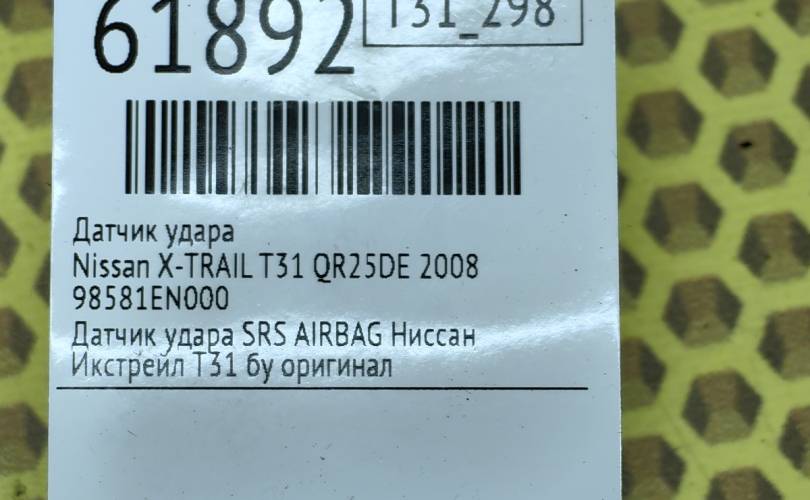 61892
T31_298
Датчик удара
Nissan X-TRAIL T31 QR25DE 2008
98581EN000
Датчик удара SRS AIRBAG Ниссан
Икстрейл Т31 бу оригинал